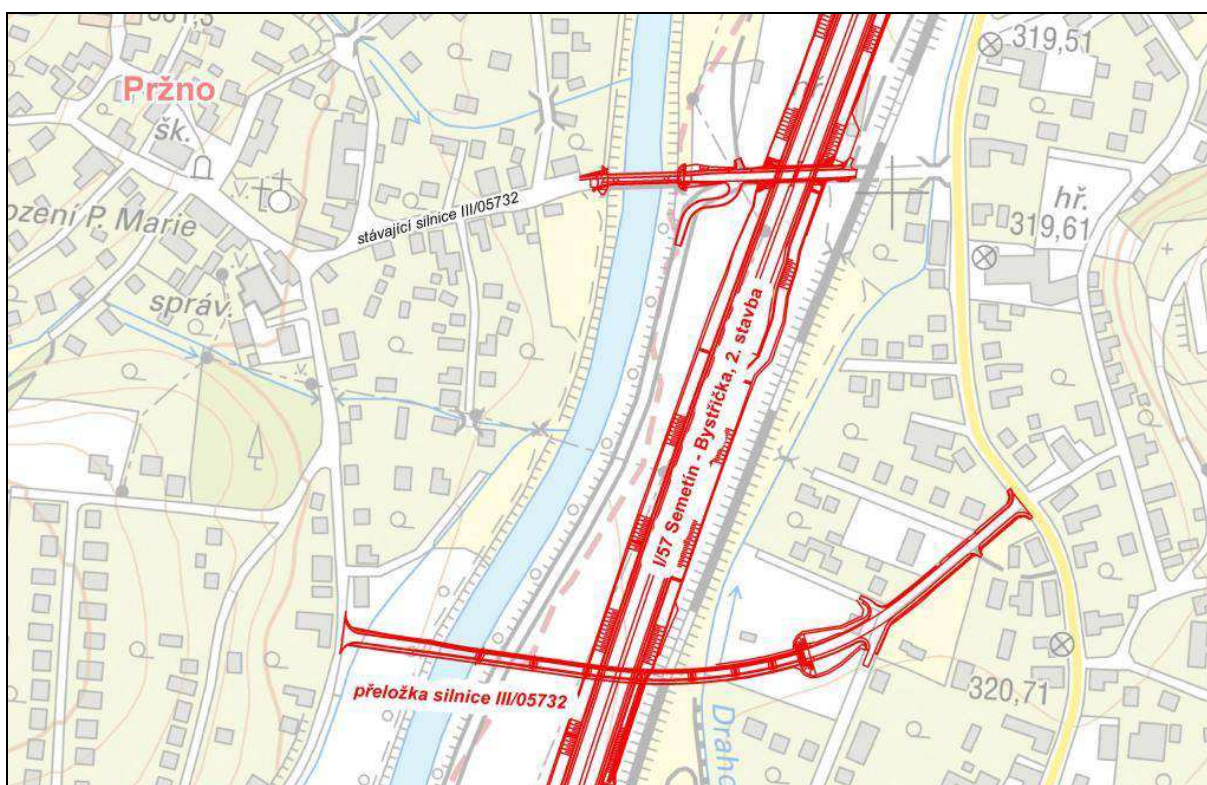 319,51
Pržno
šk.
hř.
stávající silnice III/05732
319,61
ození P. Marie
správ.
I/57 Semetín - Bystřička, 2. stavba
přeložka silnice III/05732
320,71
Draho